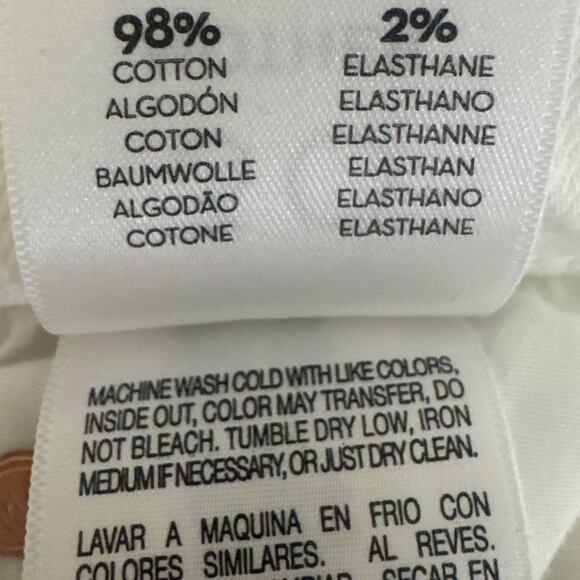 98% 2%
COTTON ELASTHANE
ALGODÓN ELASTHANO
COTON ELASTHANNE
BAUMWOLLE ELASTHAN
ALGODÃO ELASTHANO
COTONE ELASTHANE
MACHINE WASH COLD WITH LIKE COLORS,
INSIDE OUT, COLOR MAY TRANSFER, DO
NOT BLEACH. TUMBLE DRY LOW, IRON
MEDIUM IF NECESSARY, OR JUST DRY CLEAN.
LAVAR A MAQUINA EN FRIO CON
COLORES SIMILARES. AL REVES.
SECAR EN